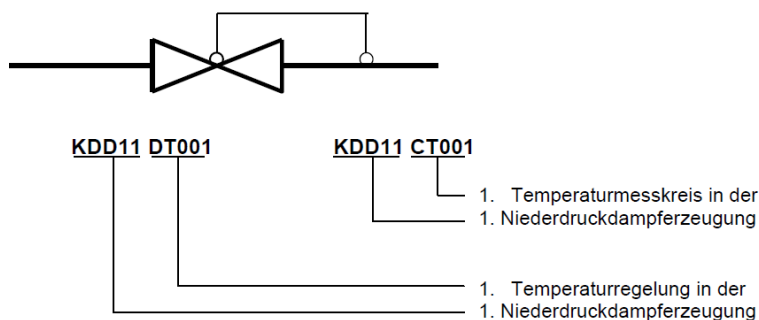 KDD11 DT001 KDD11 CT001
1. Temperaturmesskreis in der
1. Niederdruckdampferzeugung
1. Temperaturregelung in der
1. Niederdruckdampferzeugung